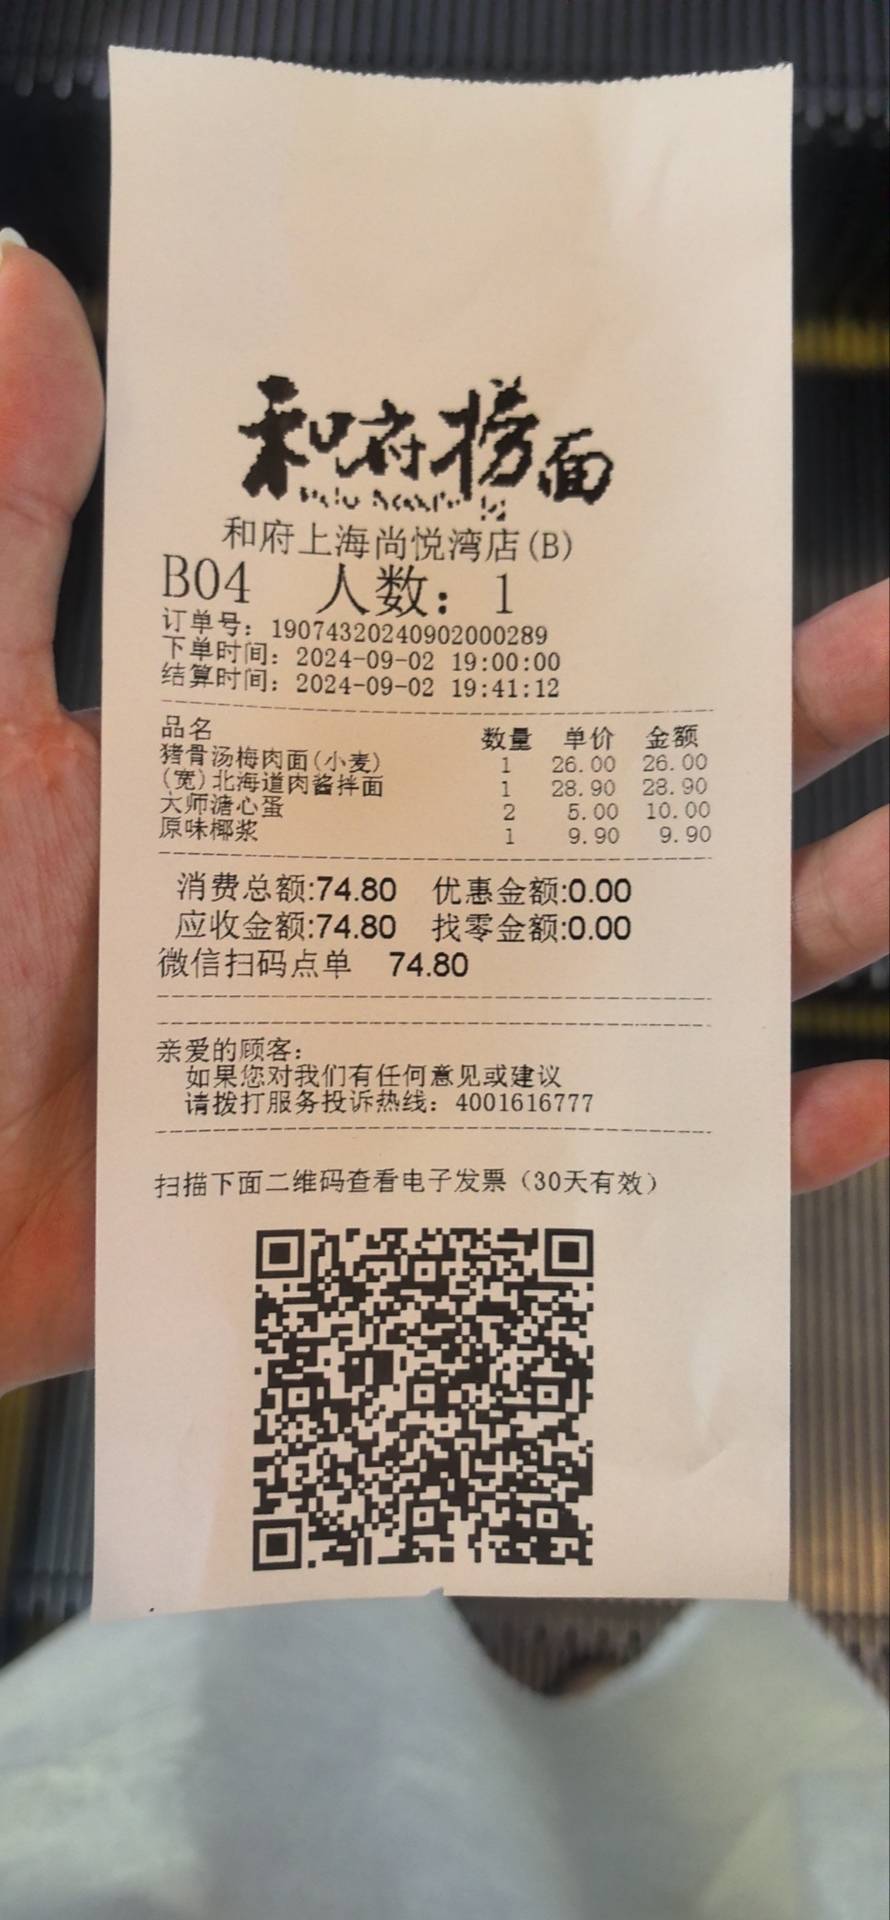 和府捞面
和府上海尚悦湾店(B)
B04 人数：1
订单号：19074320240902000289
下单时间：2024-09-02 19:00:00
结算时间：2024-09-02 19:41:12
品名 数量 单价 金额
猪骨汤梅肉面(小麦) 1 26.00 26.00
(宽)北海道肉酱拌面 1 28.90 28.90
大师溏心蛋 2 5.00 10.00
原味椰浆 1 9.90 9.90
消费总额:74.80 优惠金额:0.00
应收金额:74.80 找零金额:0.00
微信扫码点单 74.80
亲爱的顾客：
如果您对我们有任何意见或建议
请拨打服务投诉热线：4001616777
扫描下面二维码查看电子发票（30天有效）